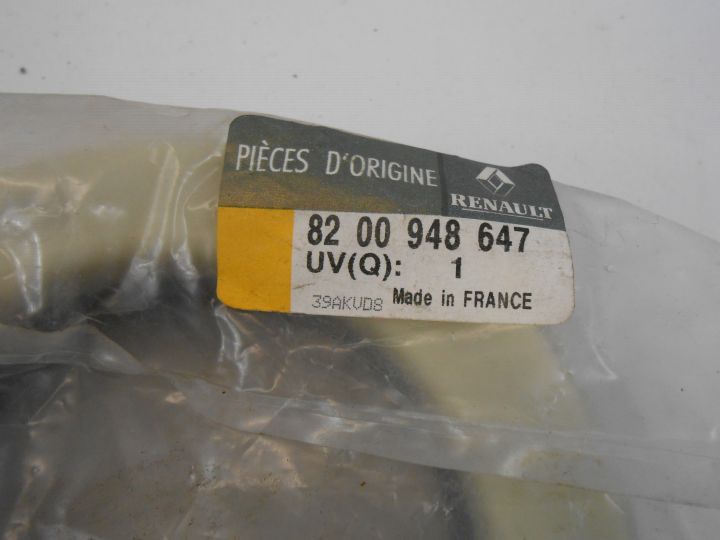 PIÈCES D'ORIGINE
RENAULT
82 00 948 647
UV(Q): 1
39AKVD8 Made in FRANCE